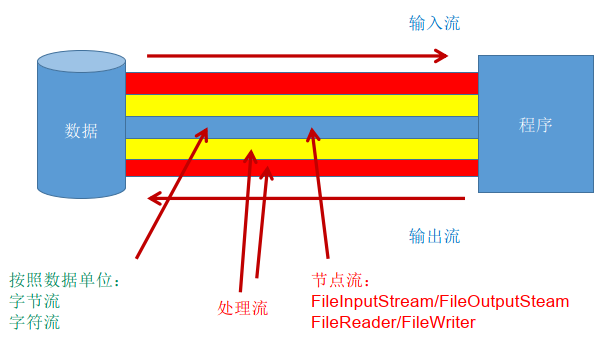 输入流
数据
程序
输出流
按照数据单位：
字节流
字符流
处理流
节点流：
FileInputStream/FileOutputSteam
FileReader/FileWriter